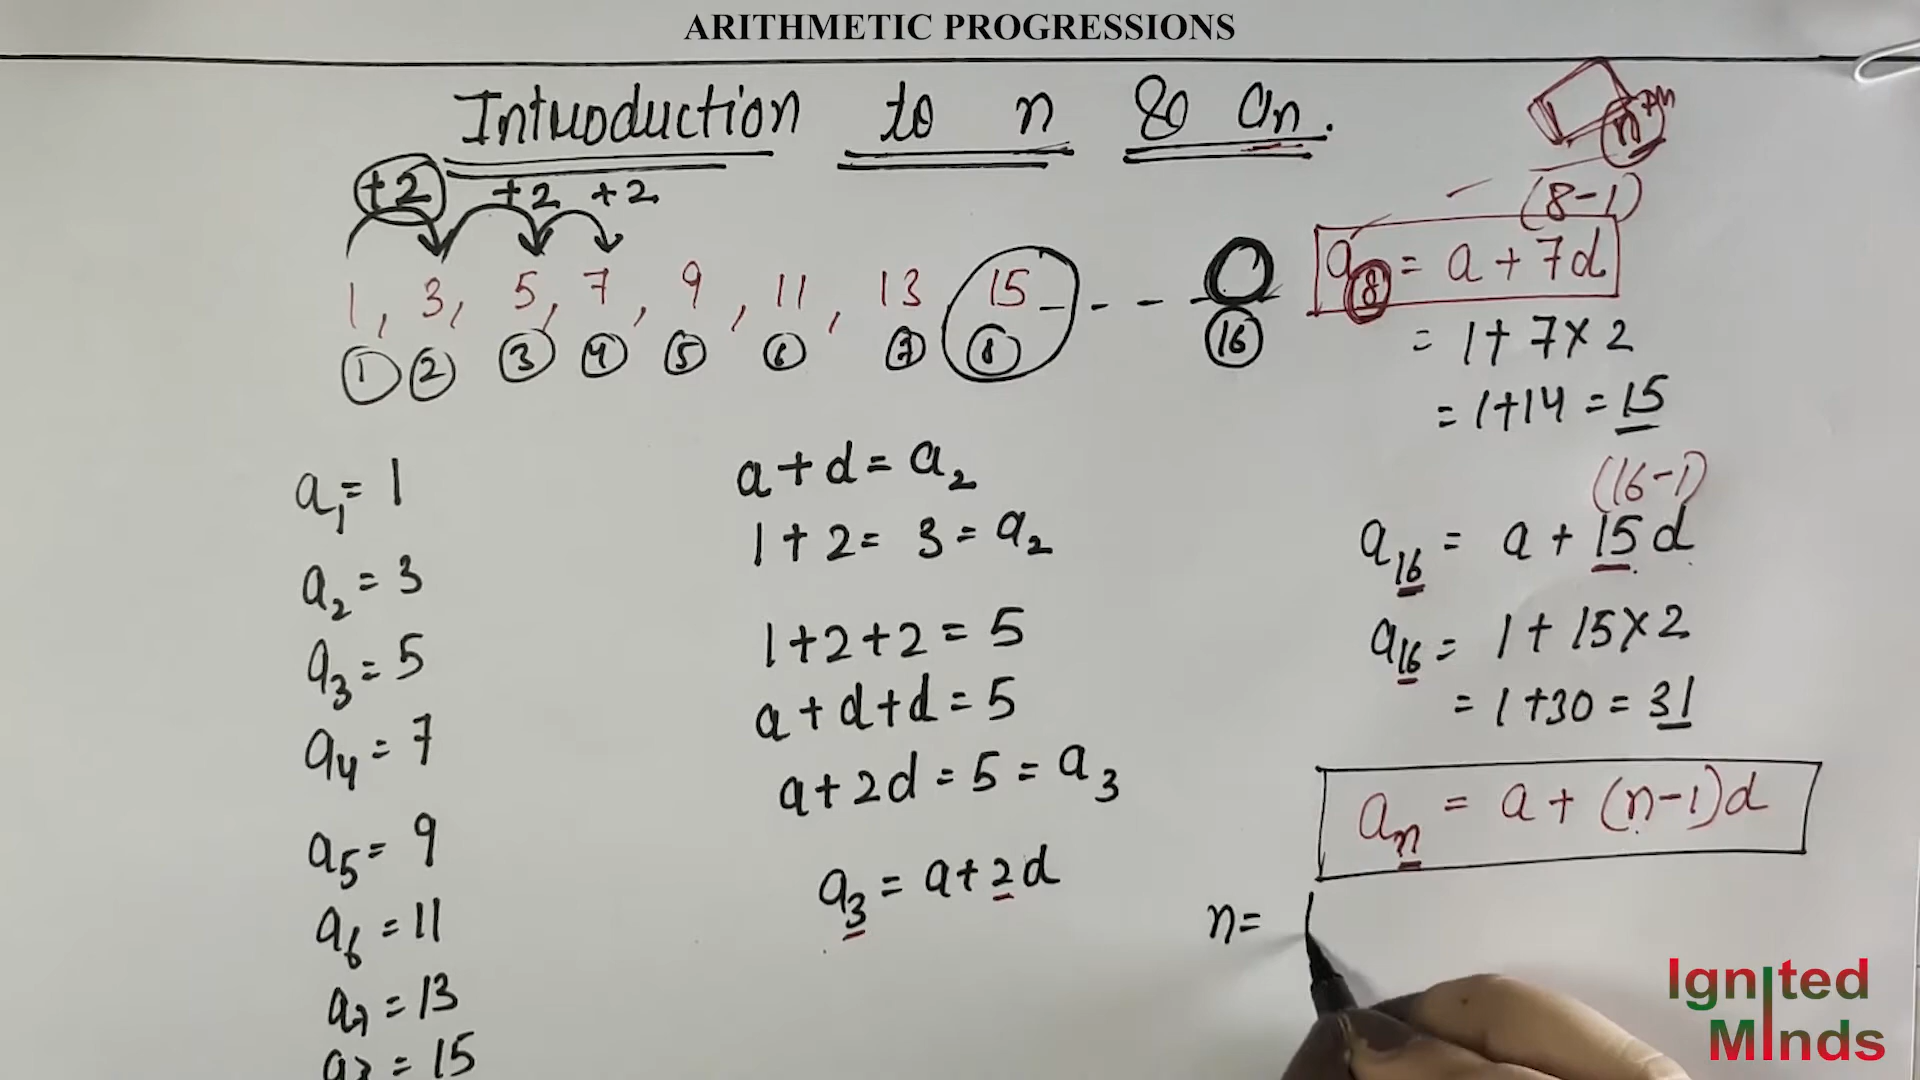 ARITHMETIC PROGRESSIONS
Introduction to n & an.
+2 +2 +2
1, 3, 5, 7, 9, 11, 13 15 - - - -
1 2 3 4 5 6 7 8 16
a1 = 1
a2 = 3
a3 = 5
a4 = 7
a5 = 9
a6 = 11
a7 = 13
= 15
a + d = a2
1 + 2 = 3 = a2
1+2+2 = 5
a + d + d = 5
a + 2d = 5 = a3
a3 = a + 2d
nth
(8-1)
a8 = a + 7d
= 1 + 7 × 2
= 1+14 = 15
(16-1)
a16 = a + 15 d
a16 = 1 + 15 × 2
= 1 + 30 = 31
an = a + (n-1)d
n =
Ignited
Minds